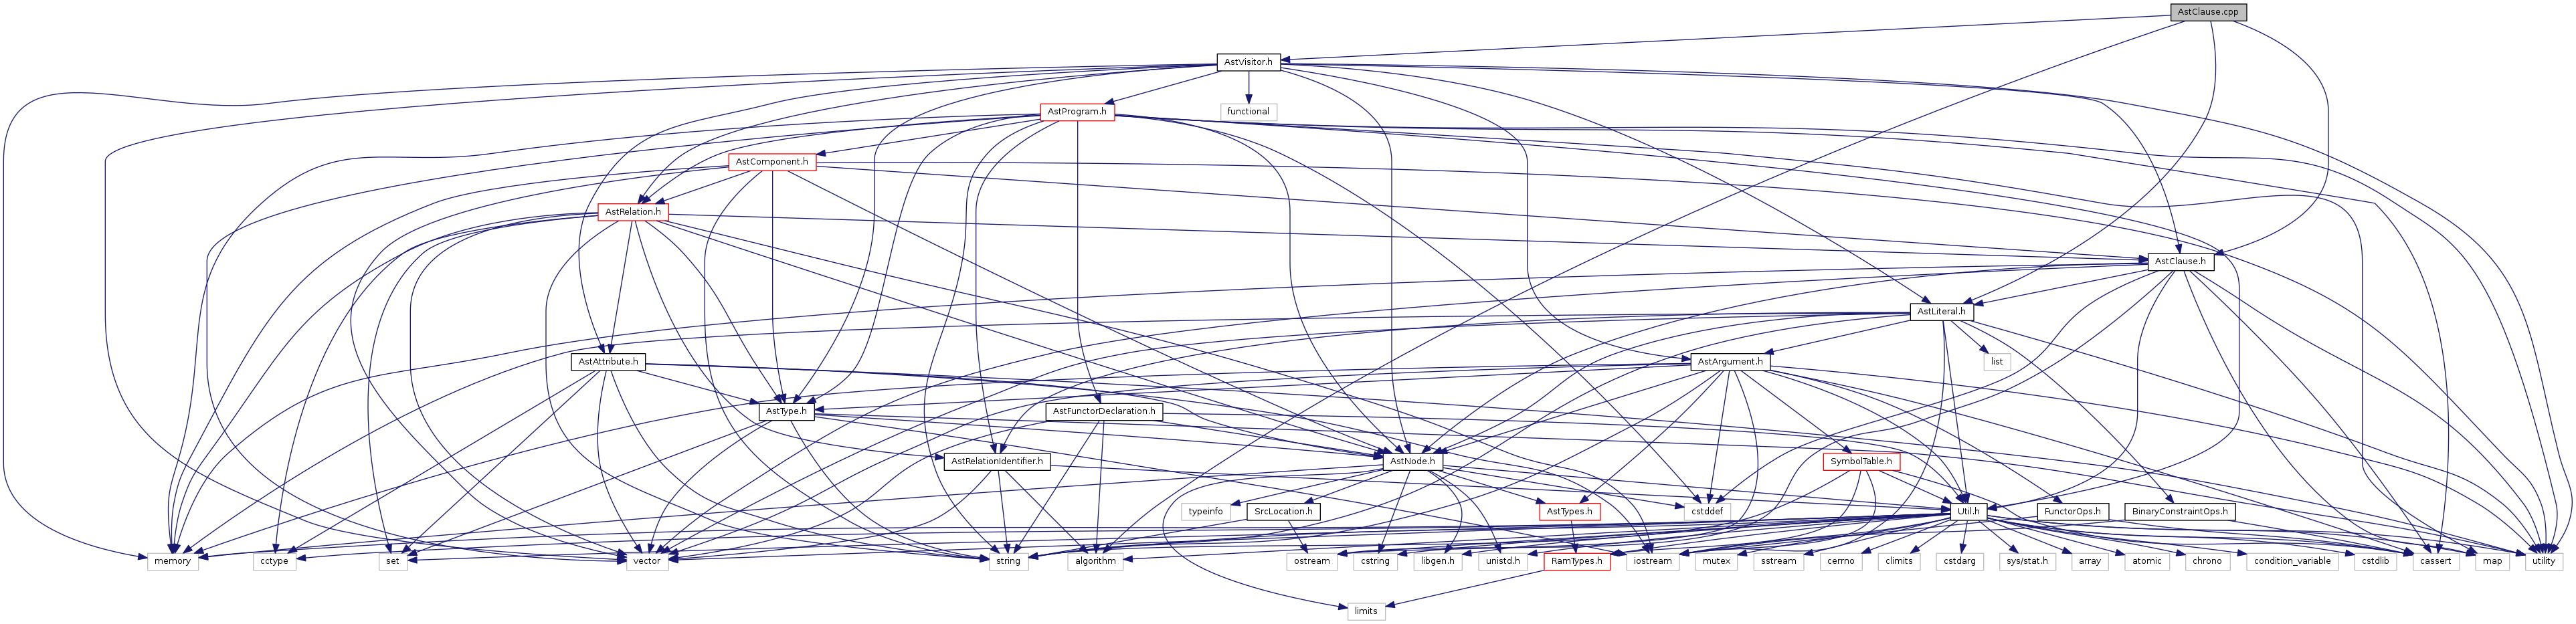 AstClause.cpp
AstVisitor.h
AstProgram.h
functional
AstComponent.h
AstRelation.h
AstClause.h
AstLiteral.h
AstAttribute.h
AstArgument.h
list
AstType.h
AstFunctorDeclaration.h
AstRelationIdentifier.h
AstNode.h
SymbolTable.h
typeinfo
SrcLocation.h
AstTypes.h
cstddef
Util.h
FunctorOps.h
BinaryConstraintOps.h
memory
cctype
set
vector
string
algorithm
ostream
cstring
libgen.h
unistd.h
RamTypes.h
iostream
mutex
sstream
cerrno
climits
cstdarg
sys/stat.h
array
atomic
chrono
condition_variable
cstdlib
cassert
map
utility
limits